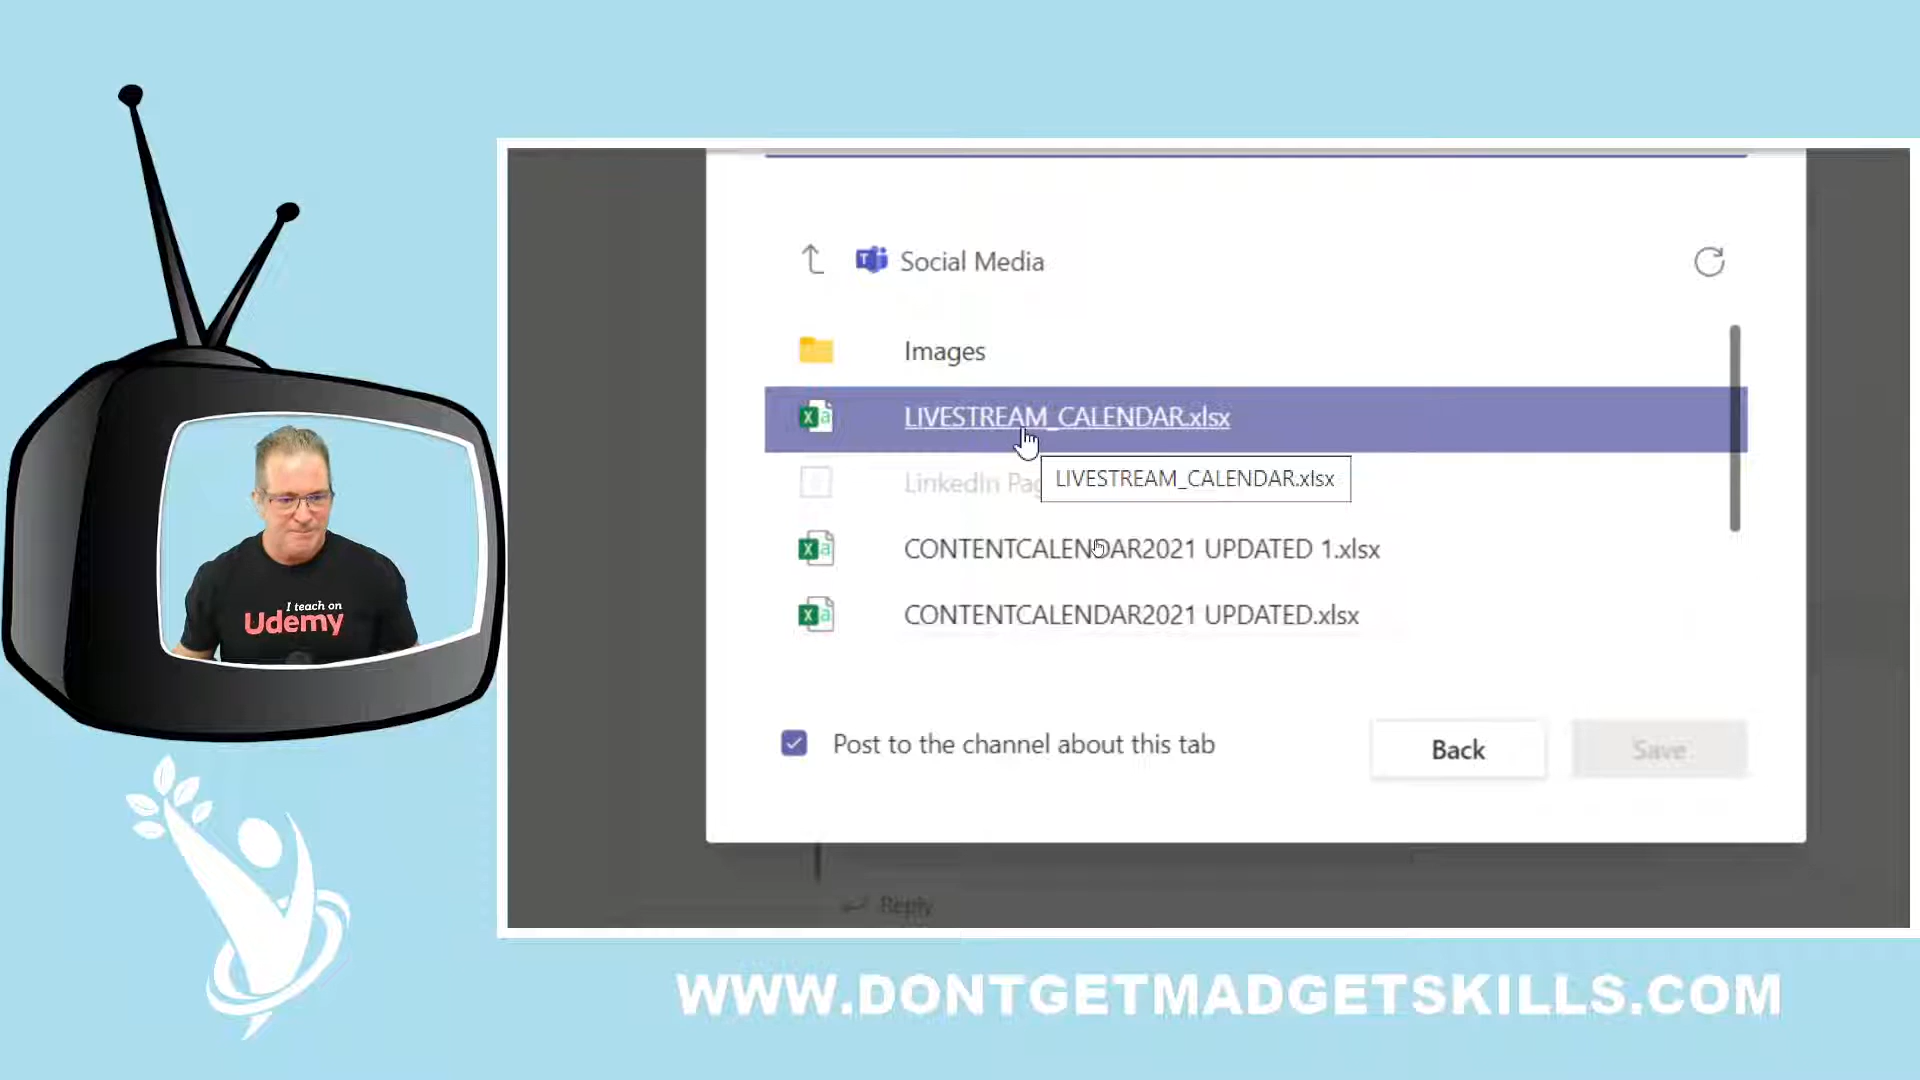 Social Media
Images
LIVESTREAM_CALENDAR.xlsx
LinkedIn
LIVESTREAM_CALENDAR.xlsx
CONTENTCALENDAR2021 UPDATED 1.xlsx
CONTENTCALENDAR2021 UPDATED.xlsx
Post to the channel about this tab
Back
Save
Reply
I teach on
Udemy
WWW.DONTGETMADGETSKILLS.COM